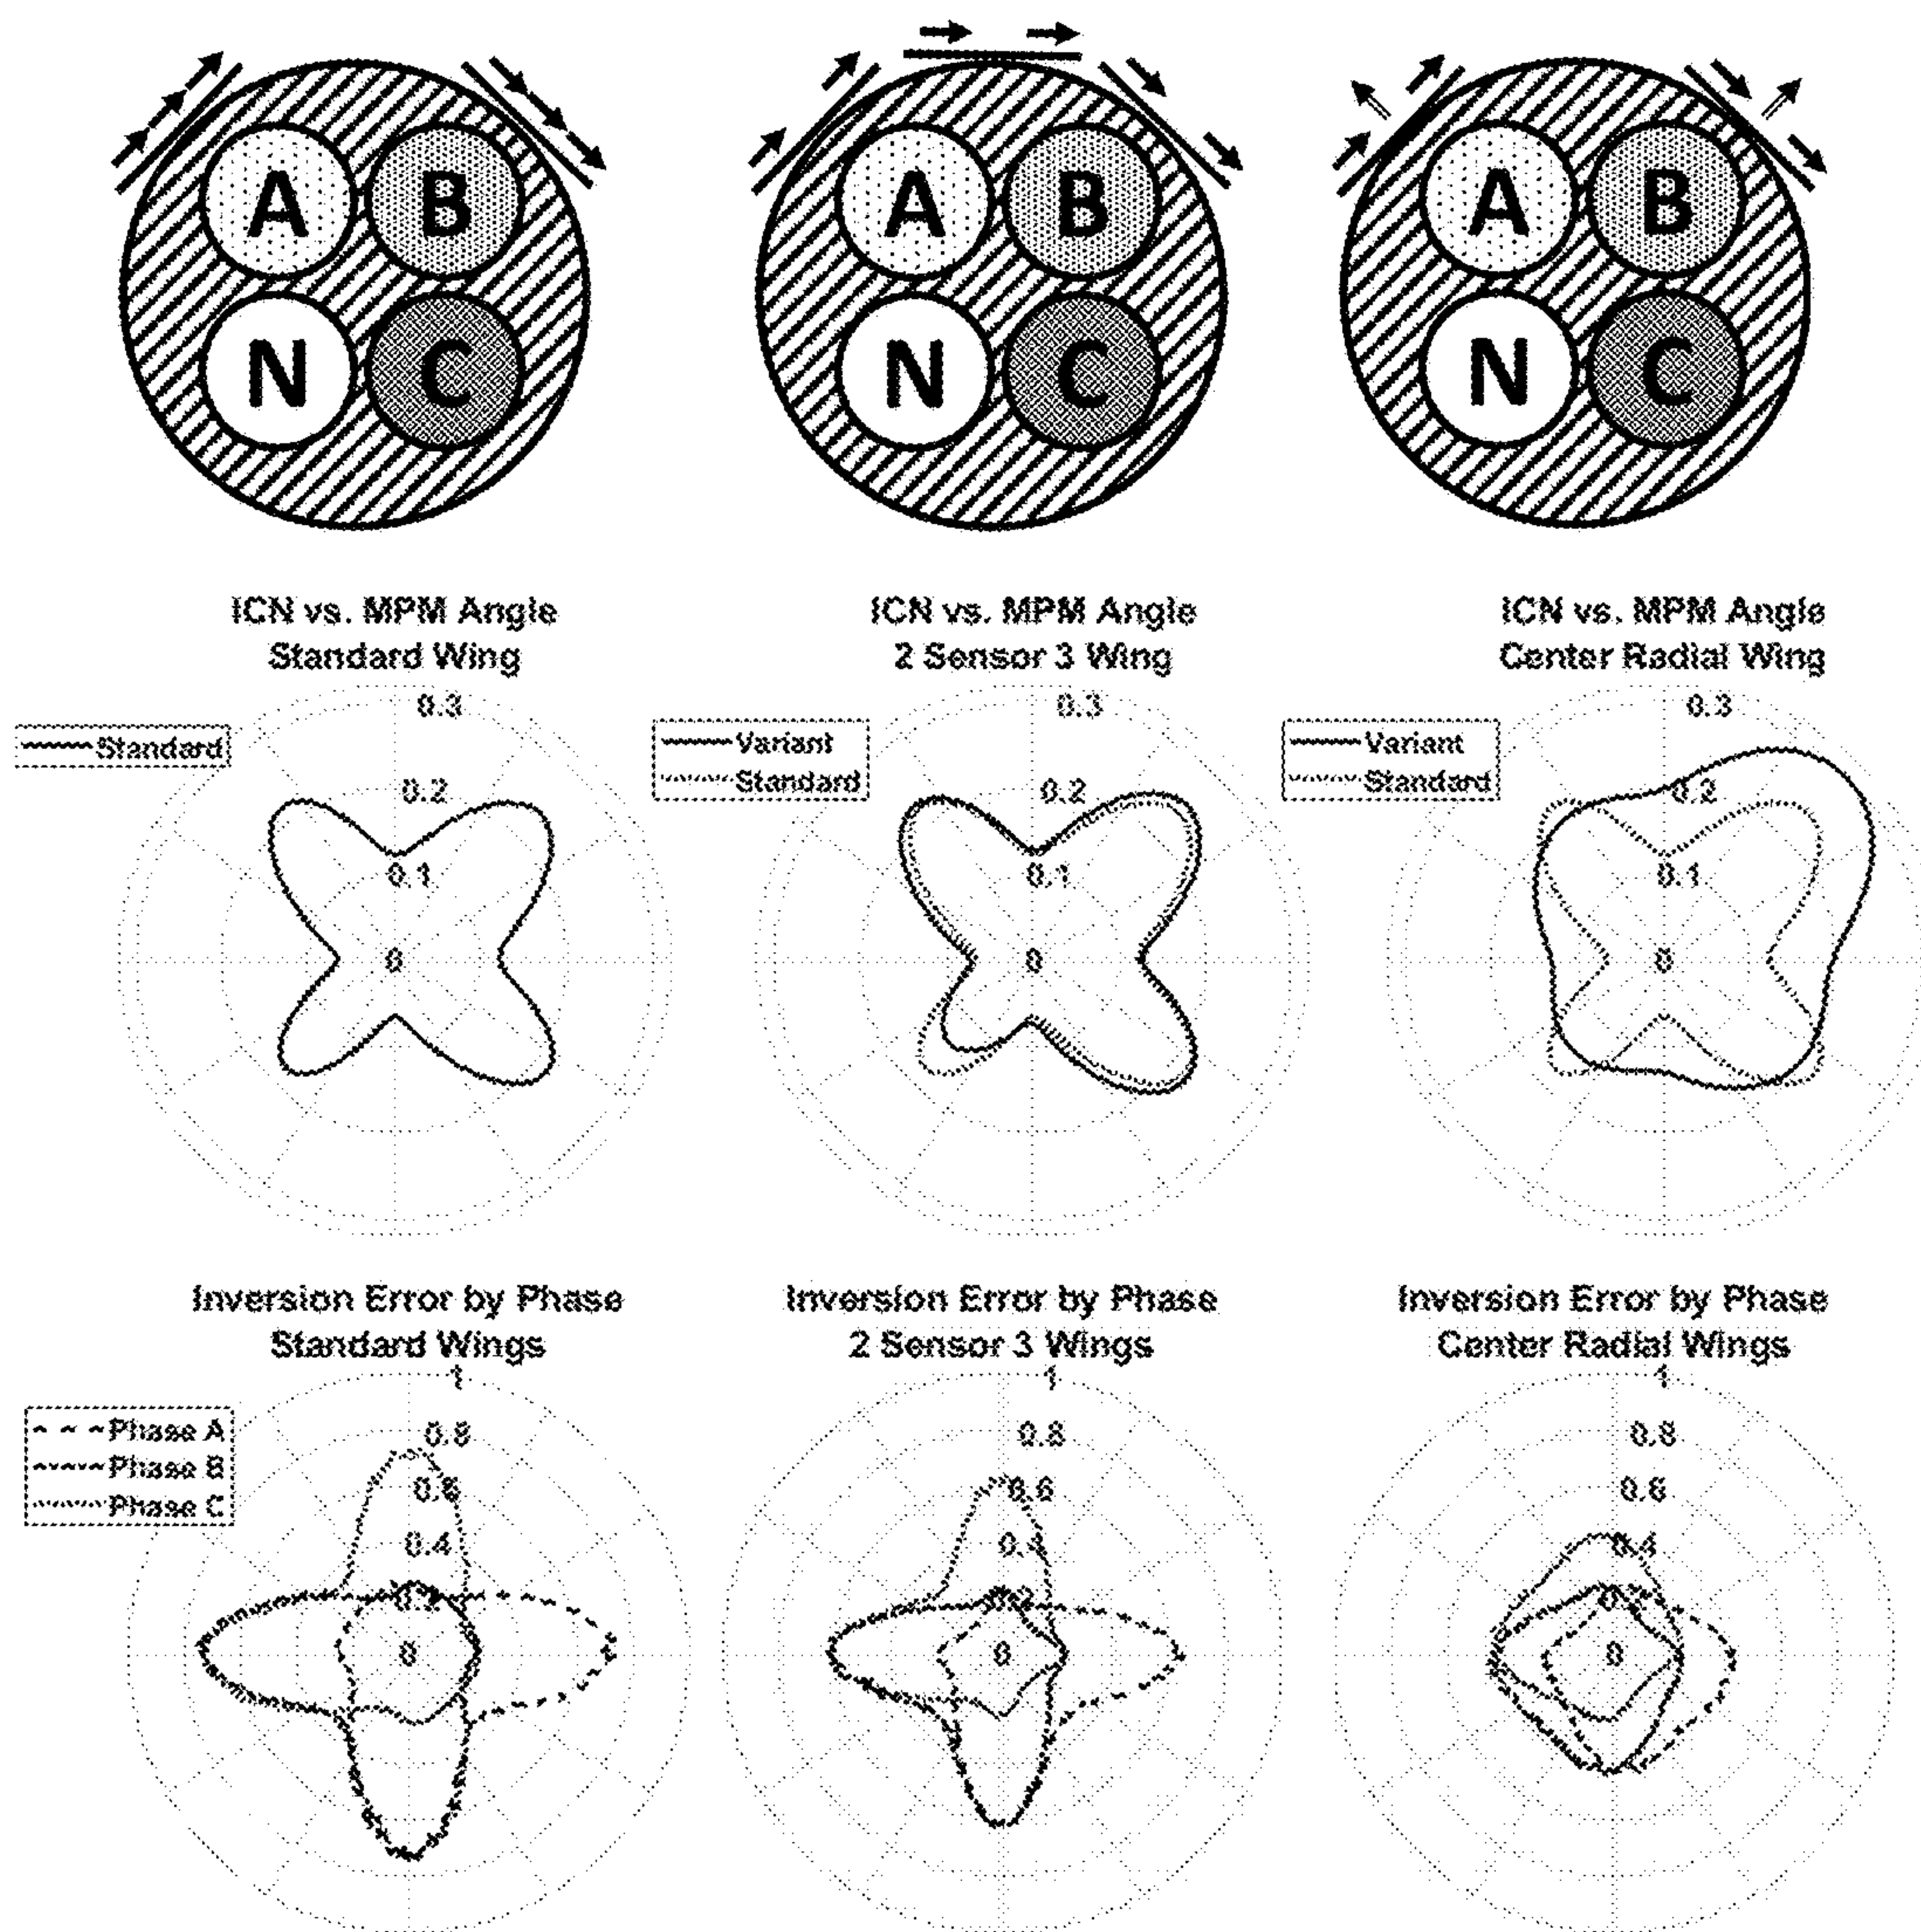 A B
N C
A B
N C
A B
N C
ICN vs. MPM Angle
Standard Wing
ICN vs. MPM Angle
2 Sensor 3 Wing
ICN vs. MPM Angle
Center Radial Wing
0.3
Standard
0.2
0.1
0
0.3
Variant
Standard
0.2
0.1
0
0.3
Variant
Standard
0.2
0.1
0
Inversion Error by Phase
Standard Wings
Inversion Error by Phase
2 Sensor 3 Wings
Inversion Error by Phase
Center Radial Wings
1
Phase A
Phase B
Phase C
0.8
0.6
0.4
0.2
0
1
0.8
0.6
0.4
0.2
0
1
0.8
0.6
0.4
0.2
0